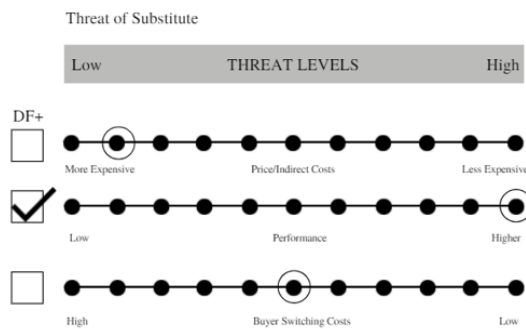 Threat of Substitute
Low THREAT LEVELS High
DF+
More Expensive Price/Indirect Costs Less Expensive
Low Performance Higher
High Buyer Switching Costs Low